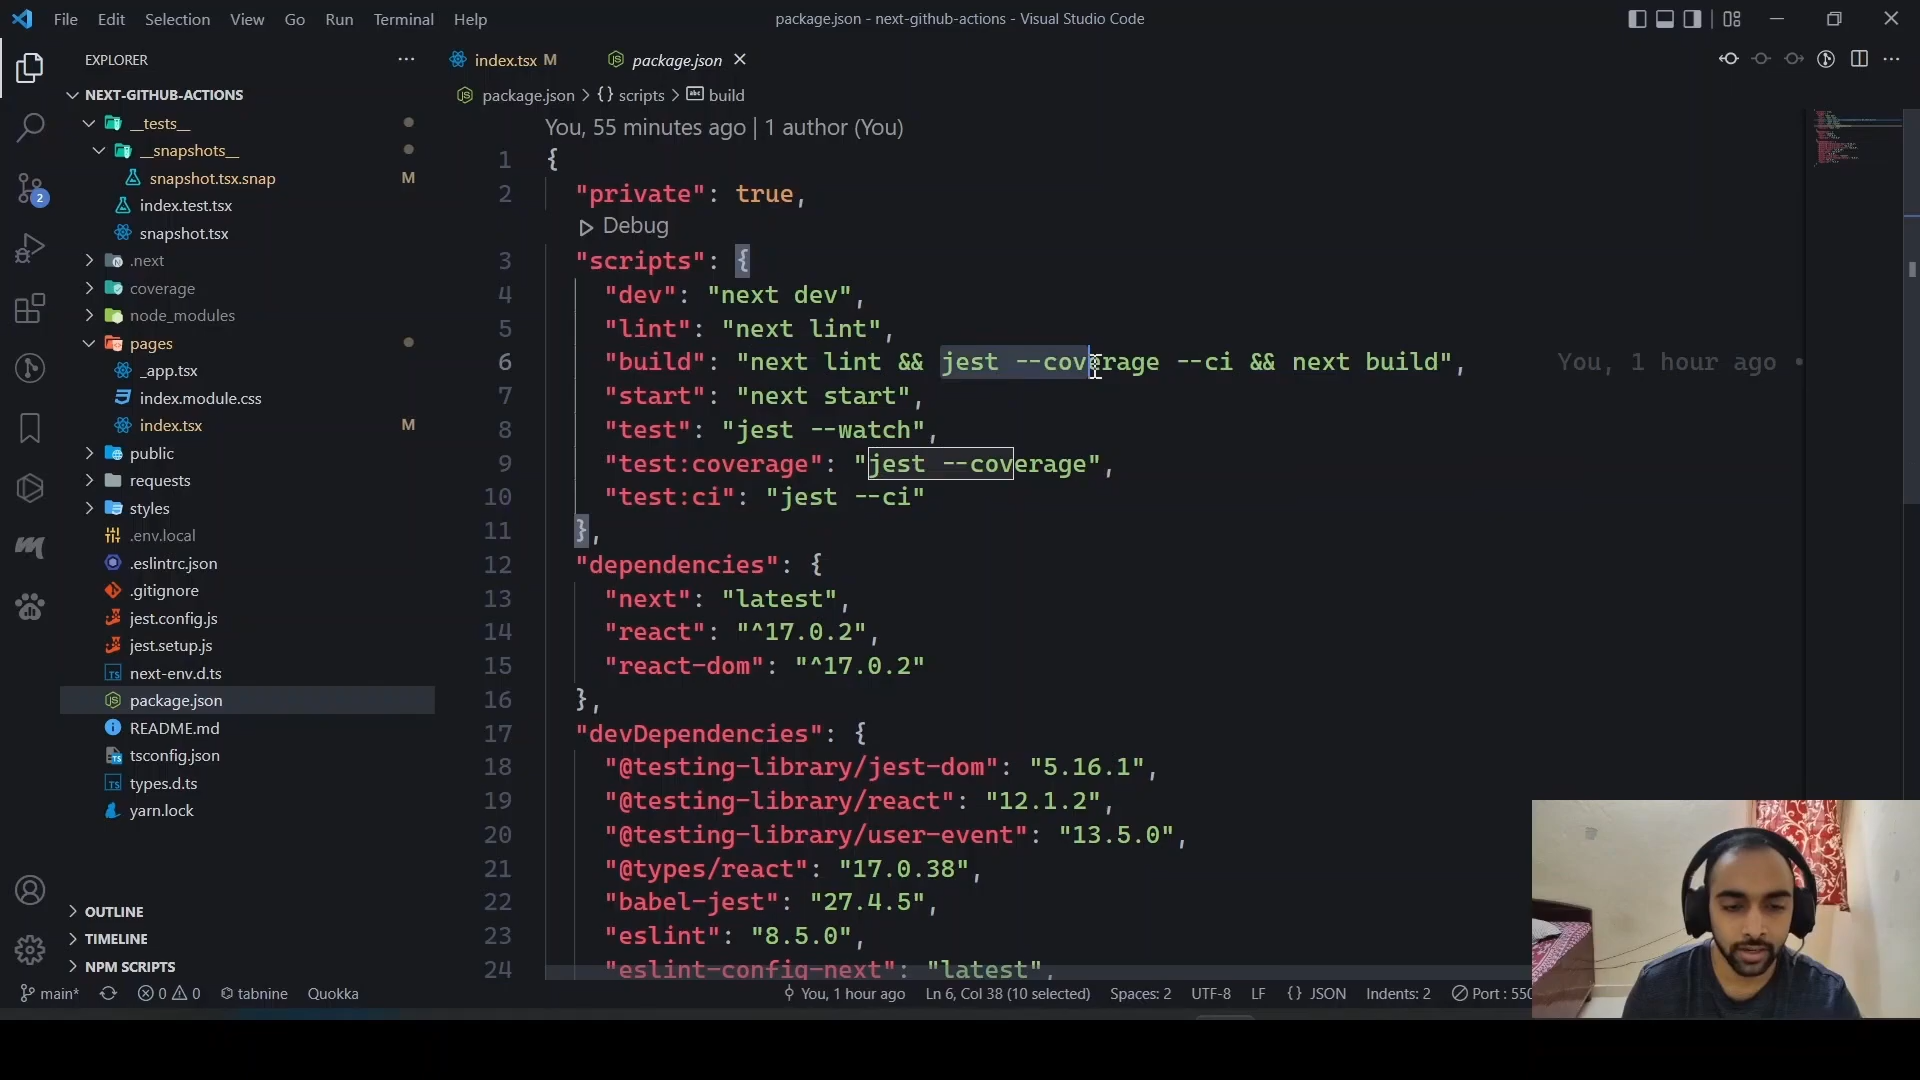 File Edit Selection View Go Run Terminal Help
package.json - next-github-actions - Visual Studio Code
EXPLORER
NEXT-GITHUB-ACTIONS
__tests__
__snapshots__
snapshot.tsx.snap M
index.test.tsx
snapshot.tsx
.next
coverage
node_modules
pages
_app.tsx
index.module.css
index.tsx M
public
requests
styles
.env.local
.eslintrc.json
.gitignore
jest.config.js
jest.setup.js
next-env.d.ts
package.json
README.md
tsconfig.json
types.d.ts
yarn.lock
OUTLINE
TIMELINE
NPM SCRIPTS
2
index.tsx M package.json
package.json > {} scripts > build
You, 55 minutes ago | 1 author (You)
1 {
2 "private": true,
Debug
3 "scripts": {
4 "dev": "next dev",
5 "lint": "next lint",
6 "build": "next lint && jest --coverage --ci && next build", You, 1 hour ago •
7 "start": "next start",
8 "test": "jest --watch",
9 "test:coverage": "jest --coverage",
10 "test:ci": "jest --ci"
11 },
12 "dependencies": {
13 "next": "latest",
14 "react": "^17.0.2",
15 "react-dom": "^17.0.2"
16 },
17 "devDependencies": {
18 "@testing-library/jest-dom": "5.16.1",
19 "@testing-library/react": "12.1.2",
20 "@testing-library/user-event": "13.5.0",
21 "@types/react": "17.0.38",
22 "babel-jest": "27.4.5",
23 "eslint": "8.5.0",
24 "eslint-config-next": "latest",
main* 0 0 tabnine Quokka You, 1 hour ago Ln 6, Col 38 (10 selected) Spaces: 2 UTF-8 LF {} JSON Indents: 2 Port : 550